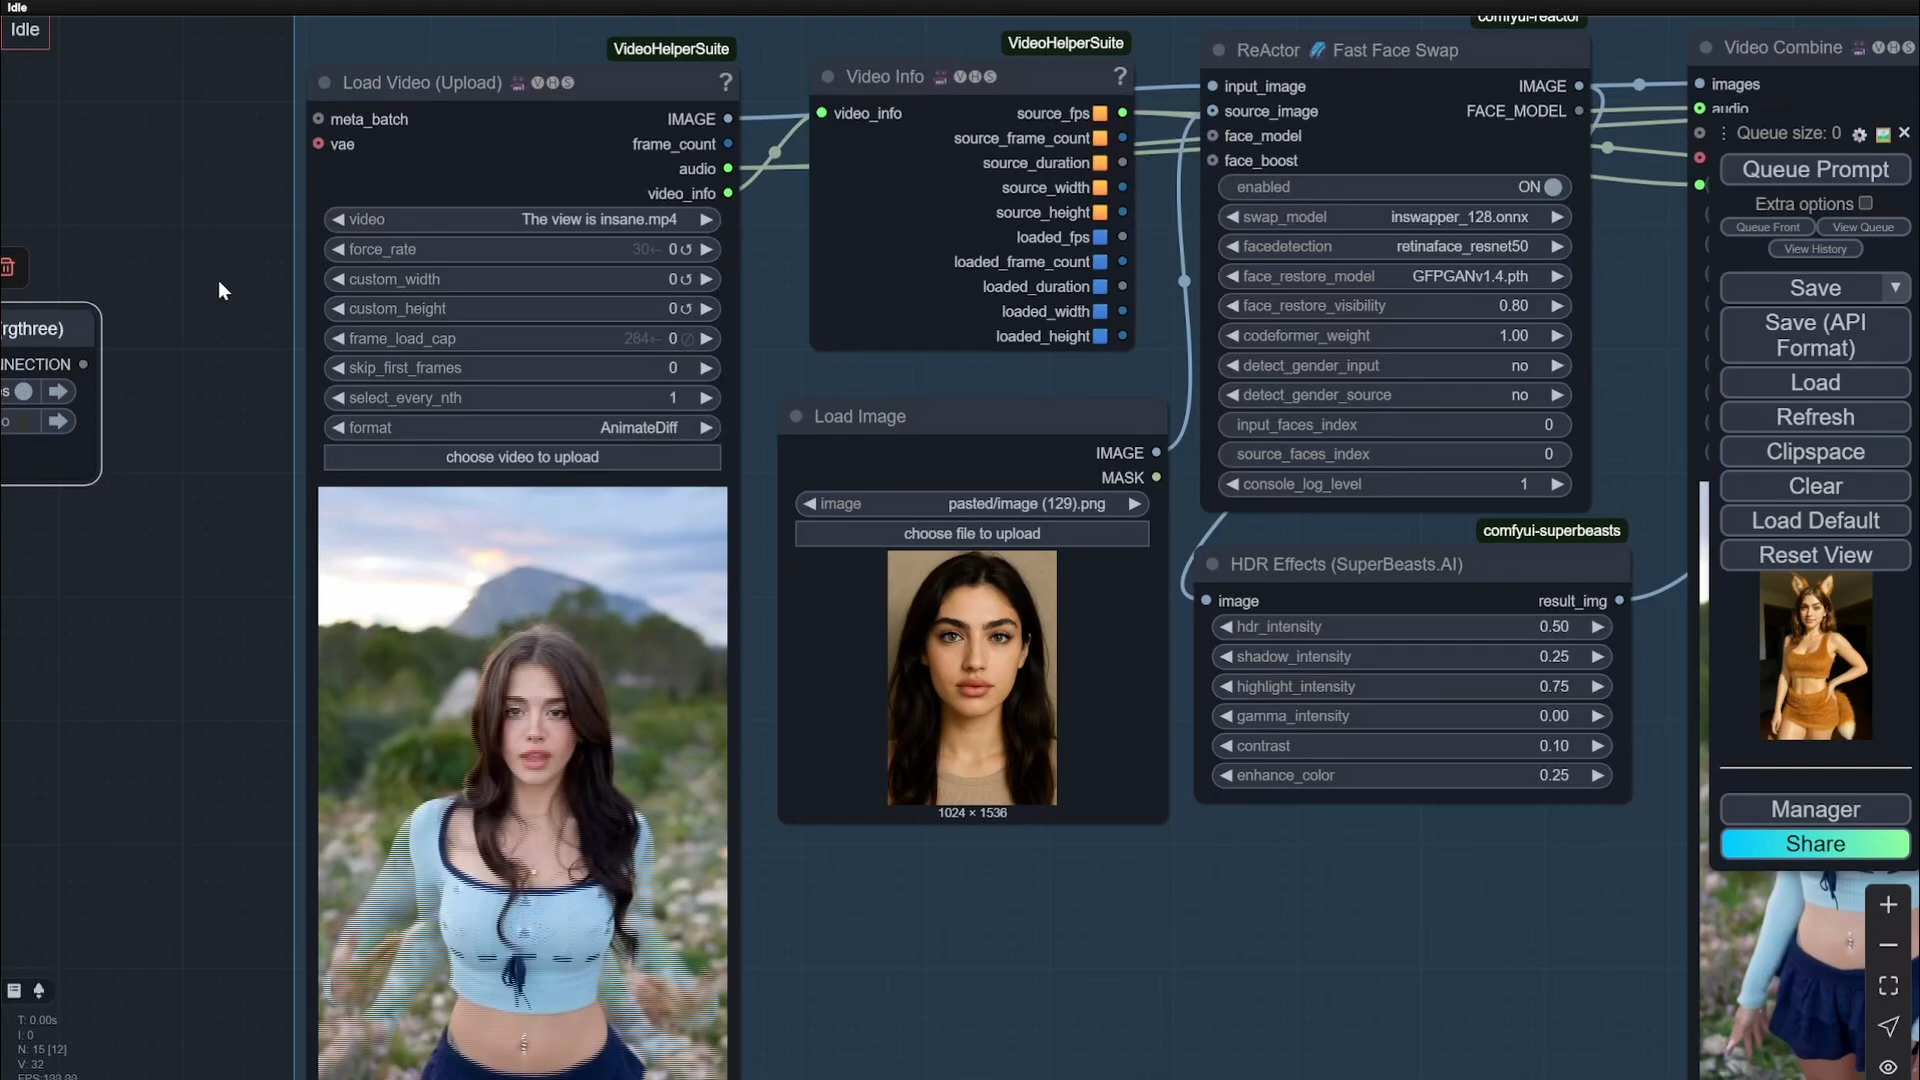 Idle
Idle
rgthree)
NNECTION
VideoHelperSuite
Load Video (Upload) VHS ?
meta_batch IMAGE
vae frame_count
audio
video_info
video The view is insane.mp4
force_rate 30← 0
custom_width 0
custom_height 0
frame_load_cap 284← 0
skip_first_frames 0
select_every_nth 1
format AnimateDiff
choose video to upload
VideoHelperSuite
Video Info VHS ?
video_info source_fps
source_frame_count
source_duration
source_width
source_height
loaded_fps
loaded_frame_count
loaded_duration
loaded_width
loaded_height
Load Image
IMAGE
MASK
image pasted/image (129).png
choose file to upload
1024 × 1536
comfyui-reactor
ReActor Fast Face Swap
input_image IMAGE
source_image FACE_MODEL
face_model
face_boost
enabled ON
swap_model inswapper_128.onnx
facedetection retinaface_resnet50
face_restore_model GFPGANv1.4.pth
face_restore_visibility 0.80
codeformer_weight 1.00
detect_gender_input no
detect_gender_source no
input_faces_index 0
source_faces_index 0
console_log_level 1
comfyui-superbeasts
HDR Effects (SuperBeasts.AI)
image result_img
hdr_intensity 0.50
shadow_intensity 0.25
highlight_intensity 0.75
gamma_intensity 0.00
contrast 0.10
enhance_color 0.25
Video Combine VHS
images
audio
Queue size: 0
Queue Prompt
Extra options
Queue Front View Queue
View History
Save
Save (API
Format)
Load
Refresh
Clipspace
Clear
Load Default
Reset View
Manager
Share
T: 0.00s
I: 0
N: 15 [12]
V: 32